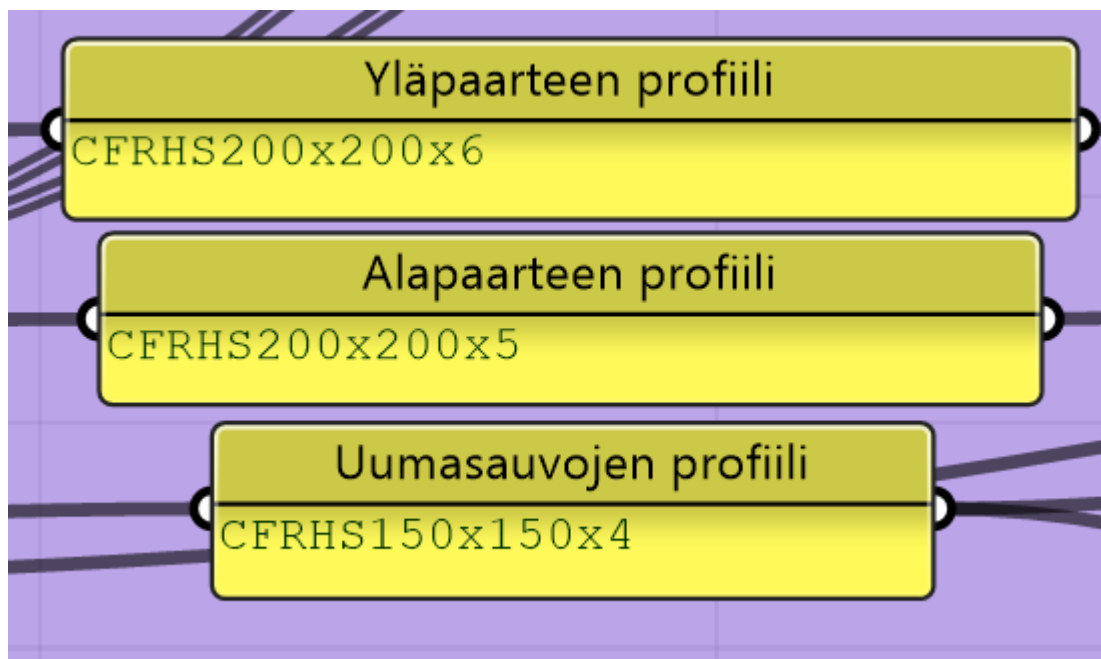 Yläpaarteen profiili
CFRHS200x200x6
Alapaarteen profiili
CFRHS200x200x5
Uumasauvojen profiili
CFRHS150x150x4